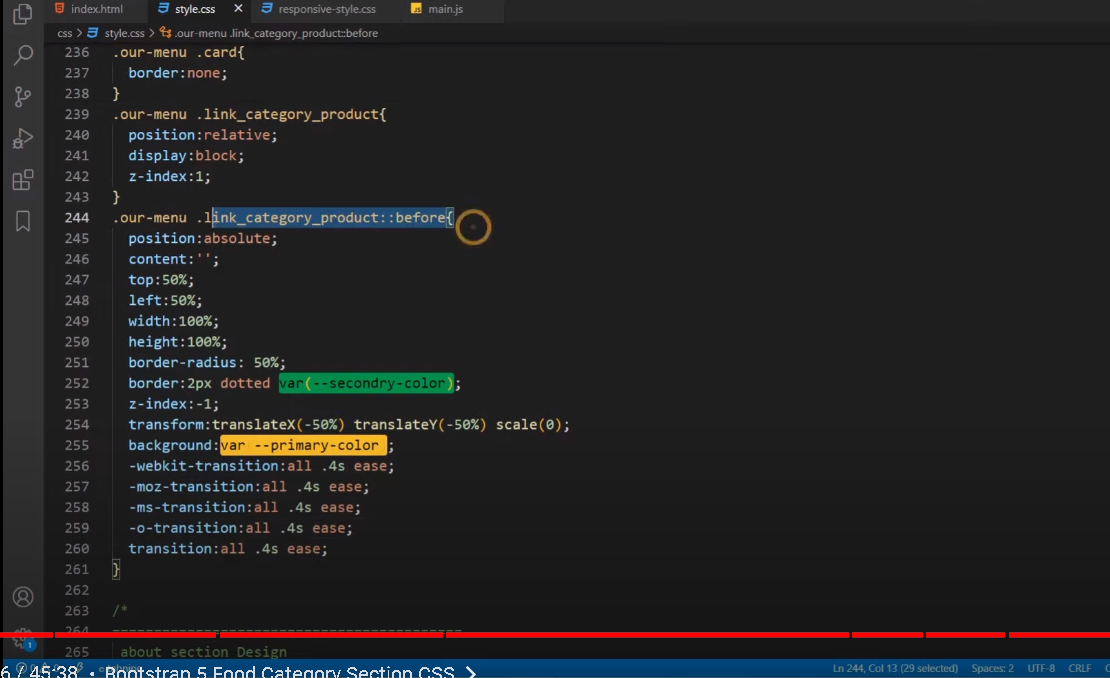 index.html style.css × responsive-style.css main.js
css > style.css > .our-menu .link_category_product::before
236 .our-menu .card{
237 border:none;
238 }
239 .our-menu .link_category_product{
240 position:relative;
241 display:block;
242 z-index:1;
243 }
244 .our-menu .link_category_product::before{
245 position:absolute;
246 content:'';
247 top:50%;
248 left:50%;
249 width:100%;
250 height:100%;
251 border-radius: 50%;
252 border:2px dotted var(--secondry-color);
253 z-index:-1;
254 transform:translateX(-50%) translateY(-50%) scale(0);
255 background:var --primary-color ;
256 -webkit-transition:all .4s ease;
257 -moz-transition:all .4s ease;
258 -ms-transition:all .4s ease;
259 -o-transition:all .4s ease;
260 transition:all .4s ease;
261 }
262
263 /*
264
265 about section Design
1
6 / 45:38 • Bootstrap 5 Food Category Section CSS >
Ln 244, Col 13 (29 selected) Spaces: 2 UTF-8 CRLF